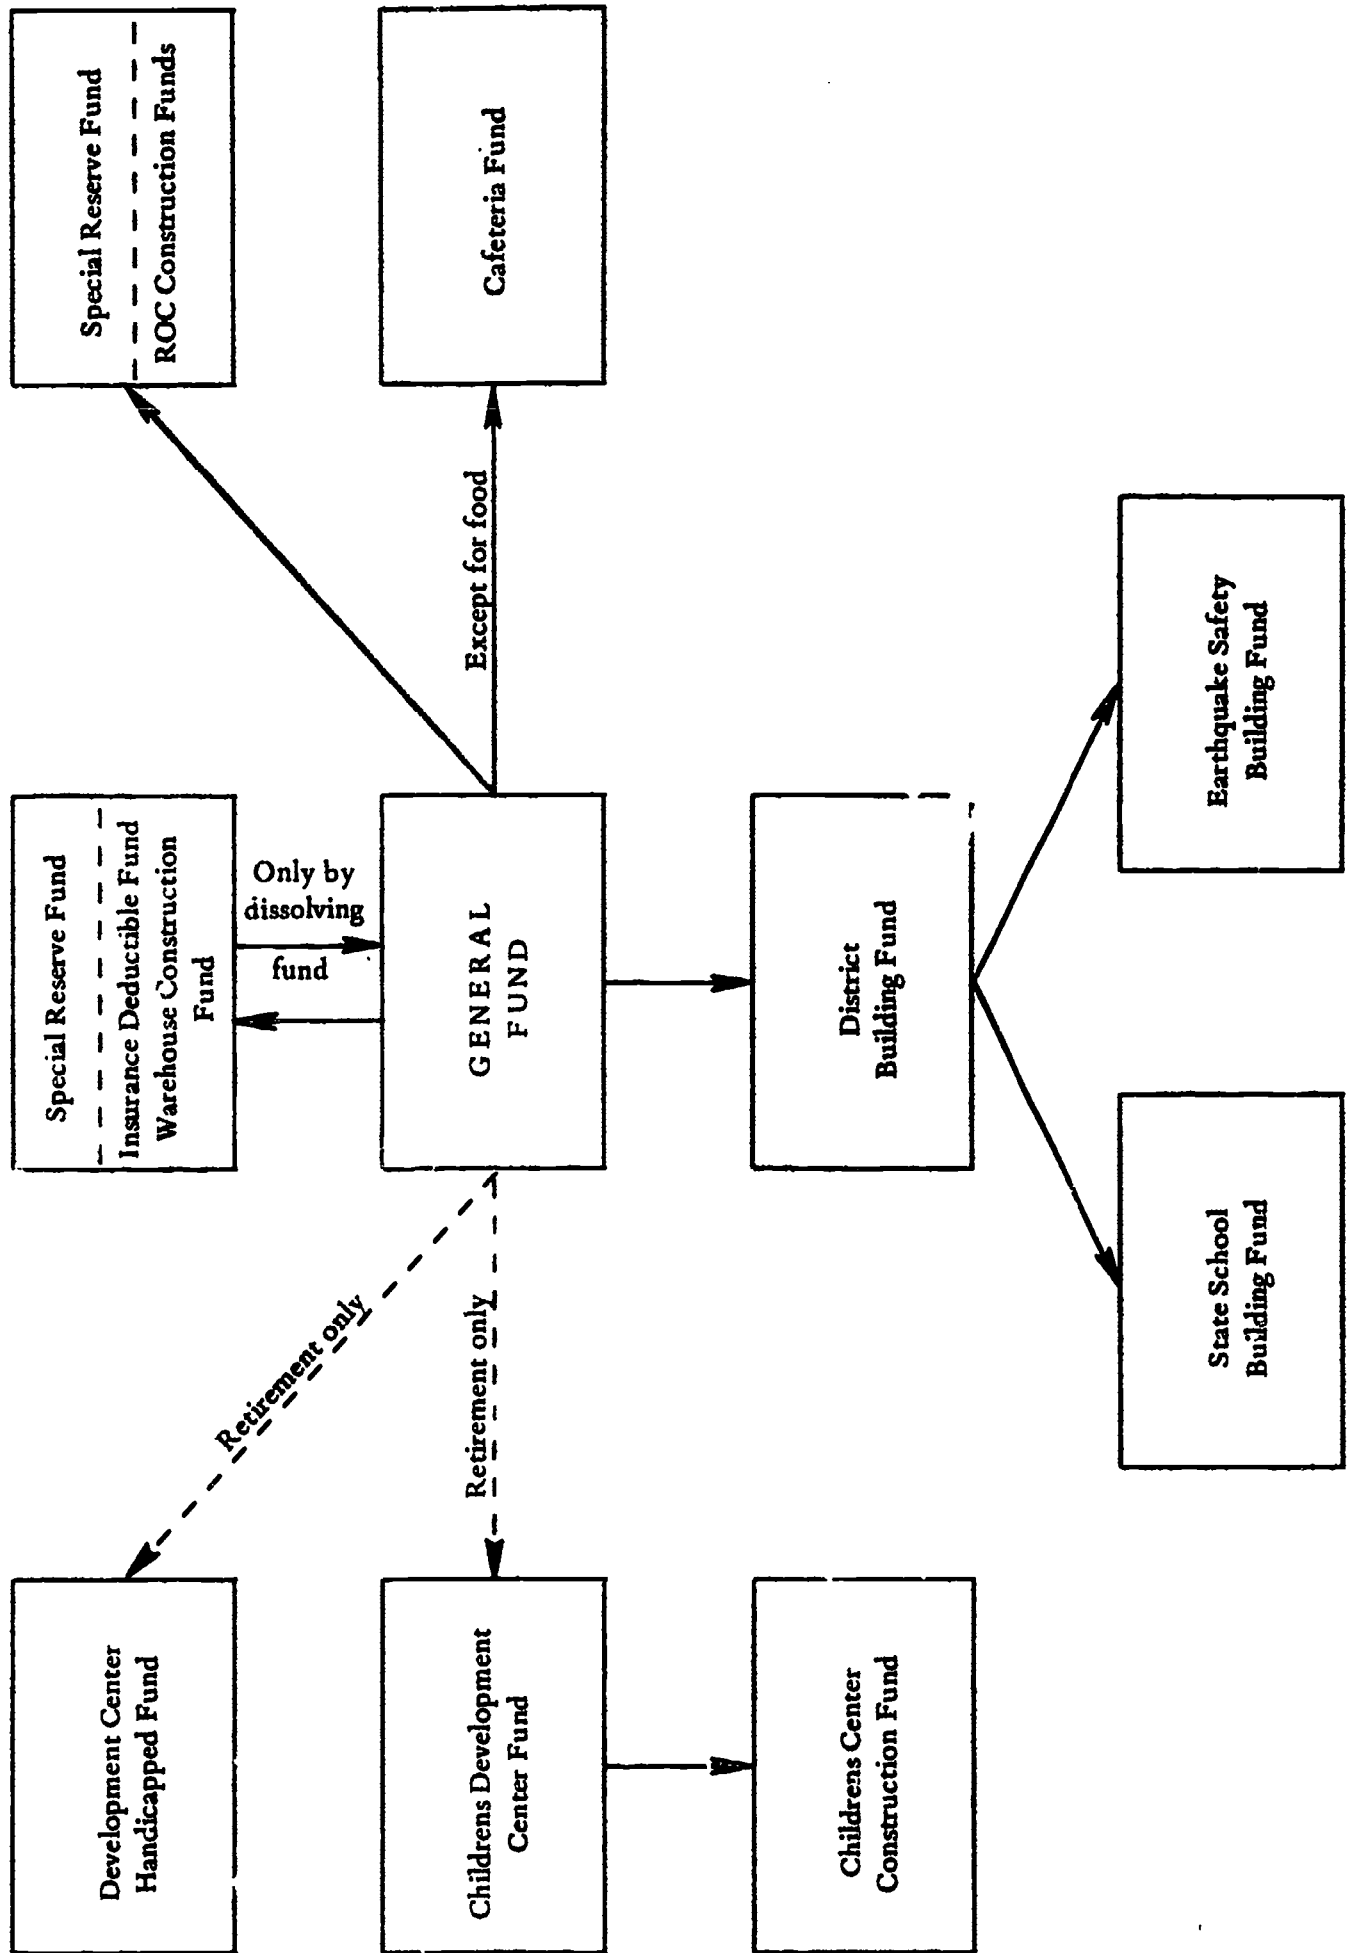 Special Reserve Fund
ROC Construction Funds
Cafeteria Fund
Except for food
Special Reserve Fund
Insurance Deductible Fund
Warehouse Construction
Fund
Only by
dissolving
fund
GENERAL
FUND
District
Building Fund
Earthquake Safety
Building Fund
State School
Building Fund
Retirement only
Retirement only
Development Center
Handicapped Fund
Childrens Development
Center Fund
Childrens Center
Construction Fund